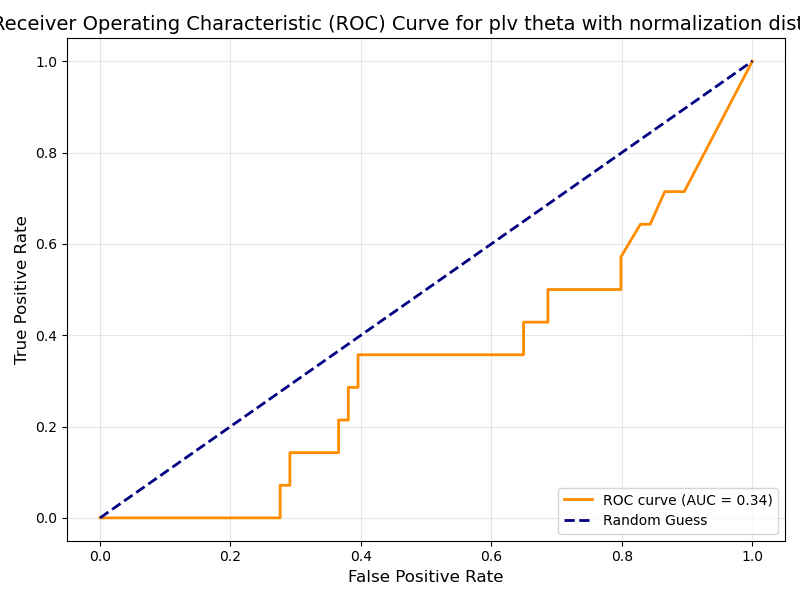 Receiver Operating Characteristic (ROC) Curve for plv theta with normalization dist
1.0
0.8
0.6
0.4
0.2
0.0
True Positive Rate
ROC curve (AUC = 0.34)
Random Guess
0.0 0.2 0.4 0.6 0.8 1.0
False Positive Rate